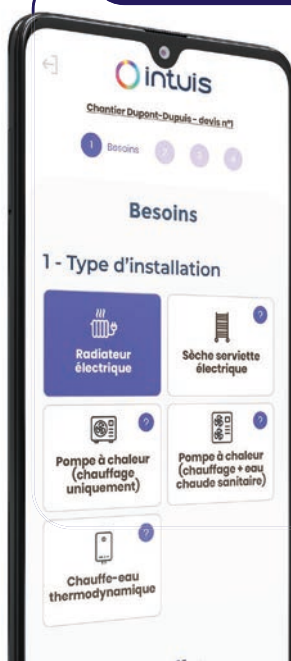 intuis
Chantier Dupont-Dupuis - devis n°1
1 Besoins 2 3 4
Besoins
1 - Type d'installation
Radiateur
électrique
?
Sèche serviette
électrique
?
Pompe à chaleur
(chauffage
uniquement)
?
Pompe à chaleur
(chauffage + eau
chaude sanitaire)
?
Chauffe-eau
thermodynamique